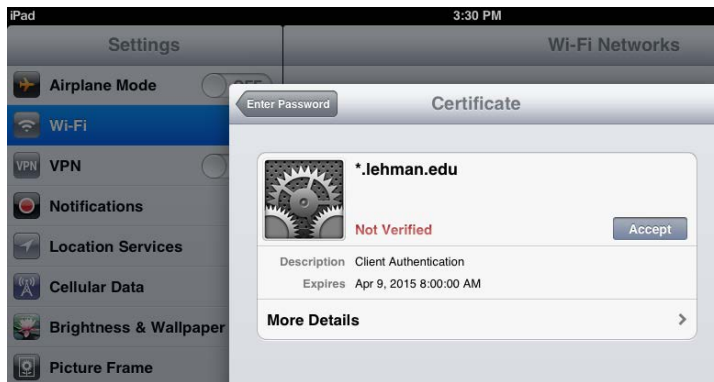 iPad 3:30 PM
Settings
Wi-Fi Networks
Airplane Mode
Enter Password
Certificate
Wi-Fi
*.lehman.edu
VPN VPN
Notifications
Not Verified
Accept
Location Services
Description Client Authentication
Cellular Data
Expires Apr 9, 2015 8:00:00 AM
Brightness & Wallpaper
More Details
Picture Frame